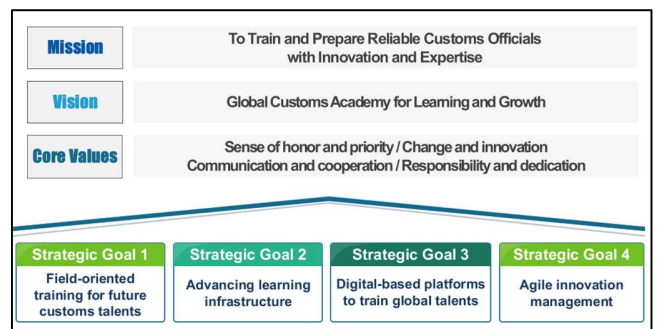 Mission
To Train and Prepare Reliable Customs Officials
with Innovation and Expertise
Vision
Global Customs Academy for Learning and Growth
Core Values
Sense of honor and priority / Change and innovation
Communication and cooperation / Responsibility and dedication
Strategic Goal 1
Field-oriented
training for future
customs talents
Strategic Goal 2
Advancing learning
infrastructure
Strategic Goal 3
Digital-based platforms
to train global talents
Strategic Goal 4
Agile innovation
management